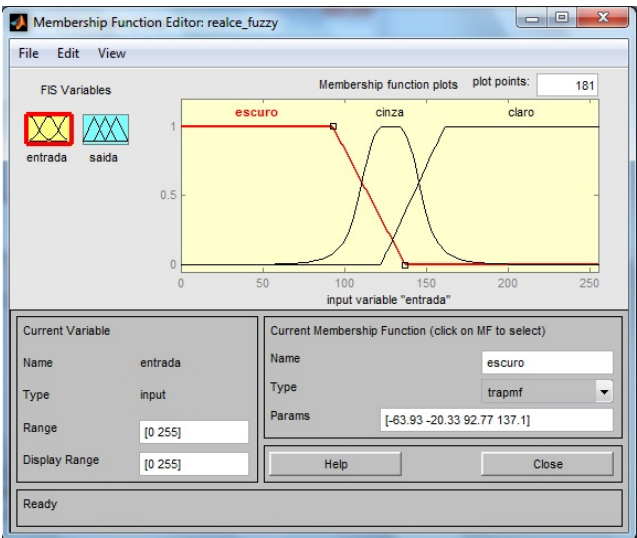 Membership Function Editor: realce_fuzzy
File Edit View
FIS Variables
entrada saida
Membership function plots plot points: 181
escuro cinza claro
1
0.5
0
0 50 100 150 200 250
input variable "entrada"
Current Variable
Name entrada
Type input
Range [0 255]
Display Range [0 255]
Current Membership Function (click on MF to select)
Name escuro
Type trapmf
Params [-63.93 -20.33 92.77 137.1]
Help Close
Ready